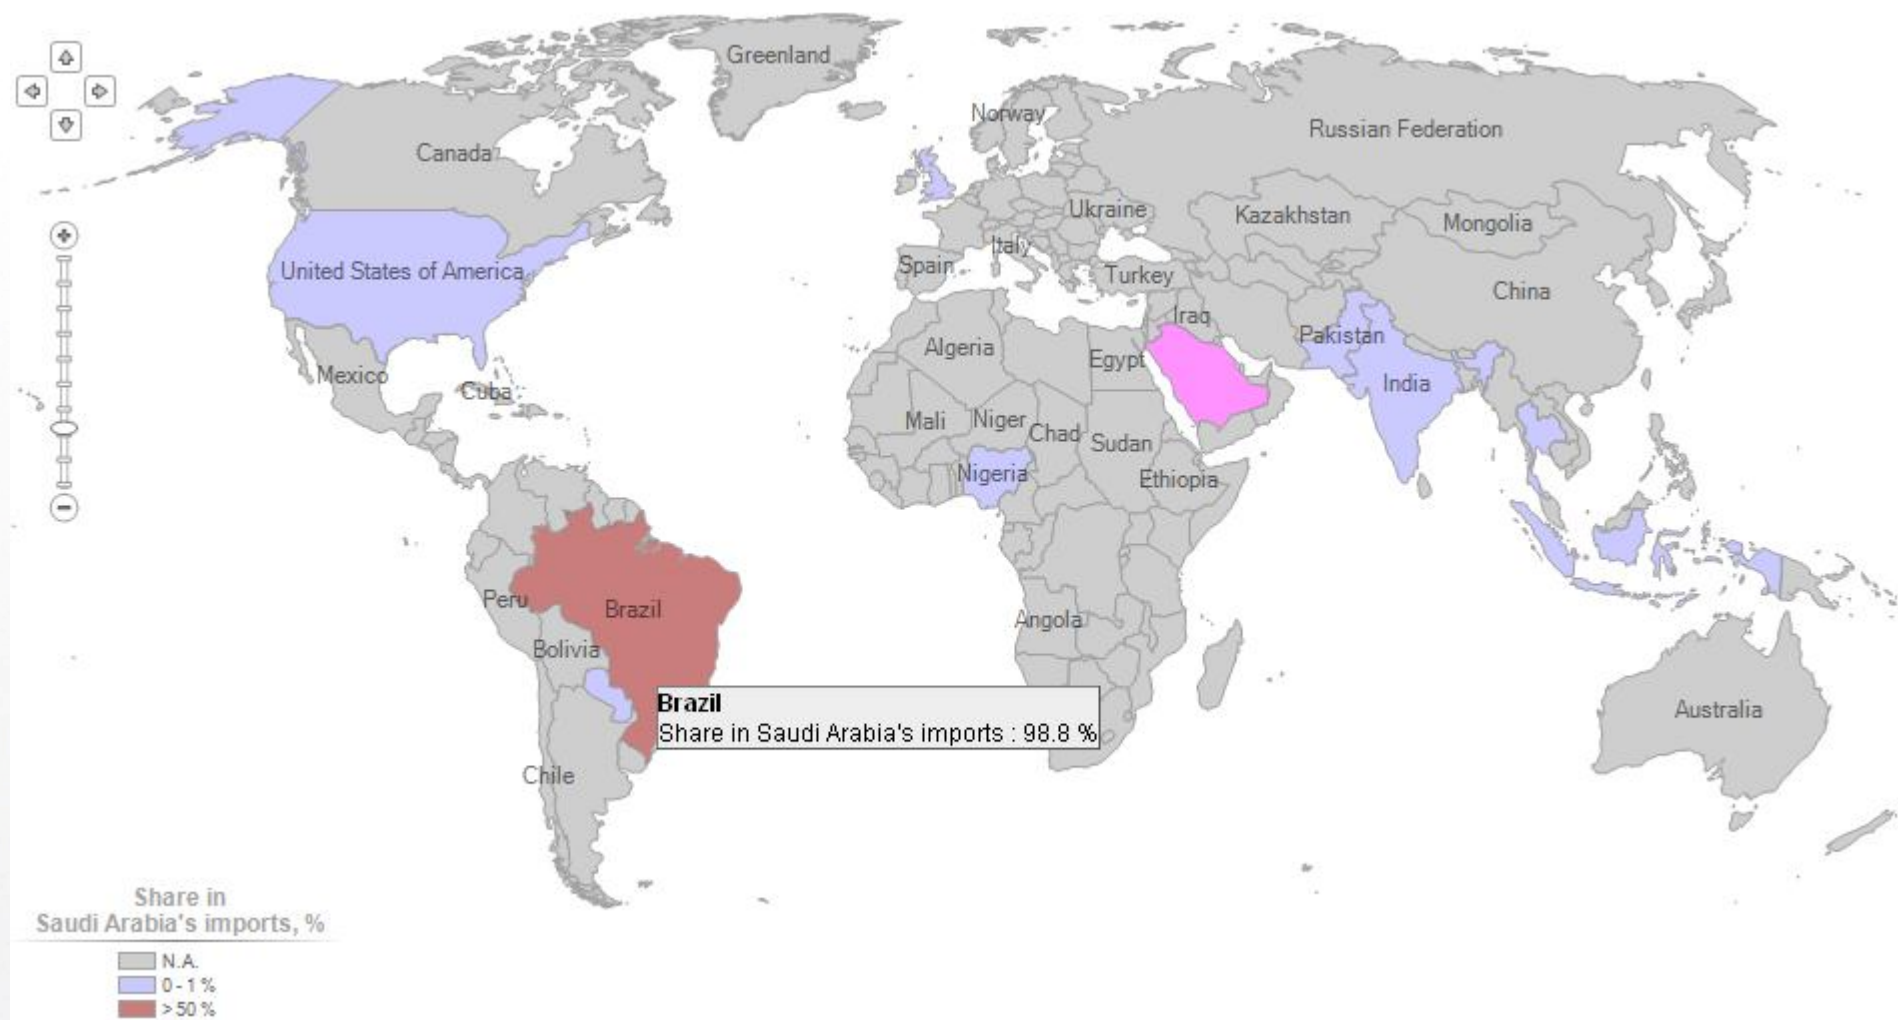 Greenland
Norway
Russian Federation
Canada
Ukraine
Kazakhstan
Mongolia
Italy
Spain
United States of America
Turkey
China
Iraq
Pakistan
Algeria
Egypt
Mexico
India
Cuba
Mali
Niger
Chad
Sudan
Nigeria
Ethiopia
Peru
Brazil
Angola
Bolivia
Brazil
Share in Saudi Arabia's imports : 98.8 %
Australia
Chile
Share in
Saudi Arabia's imports, %
N.A.
0 - 1 %
> 50 %